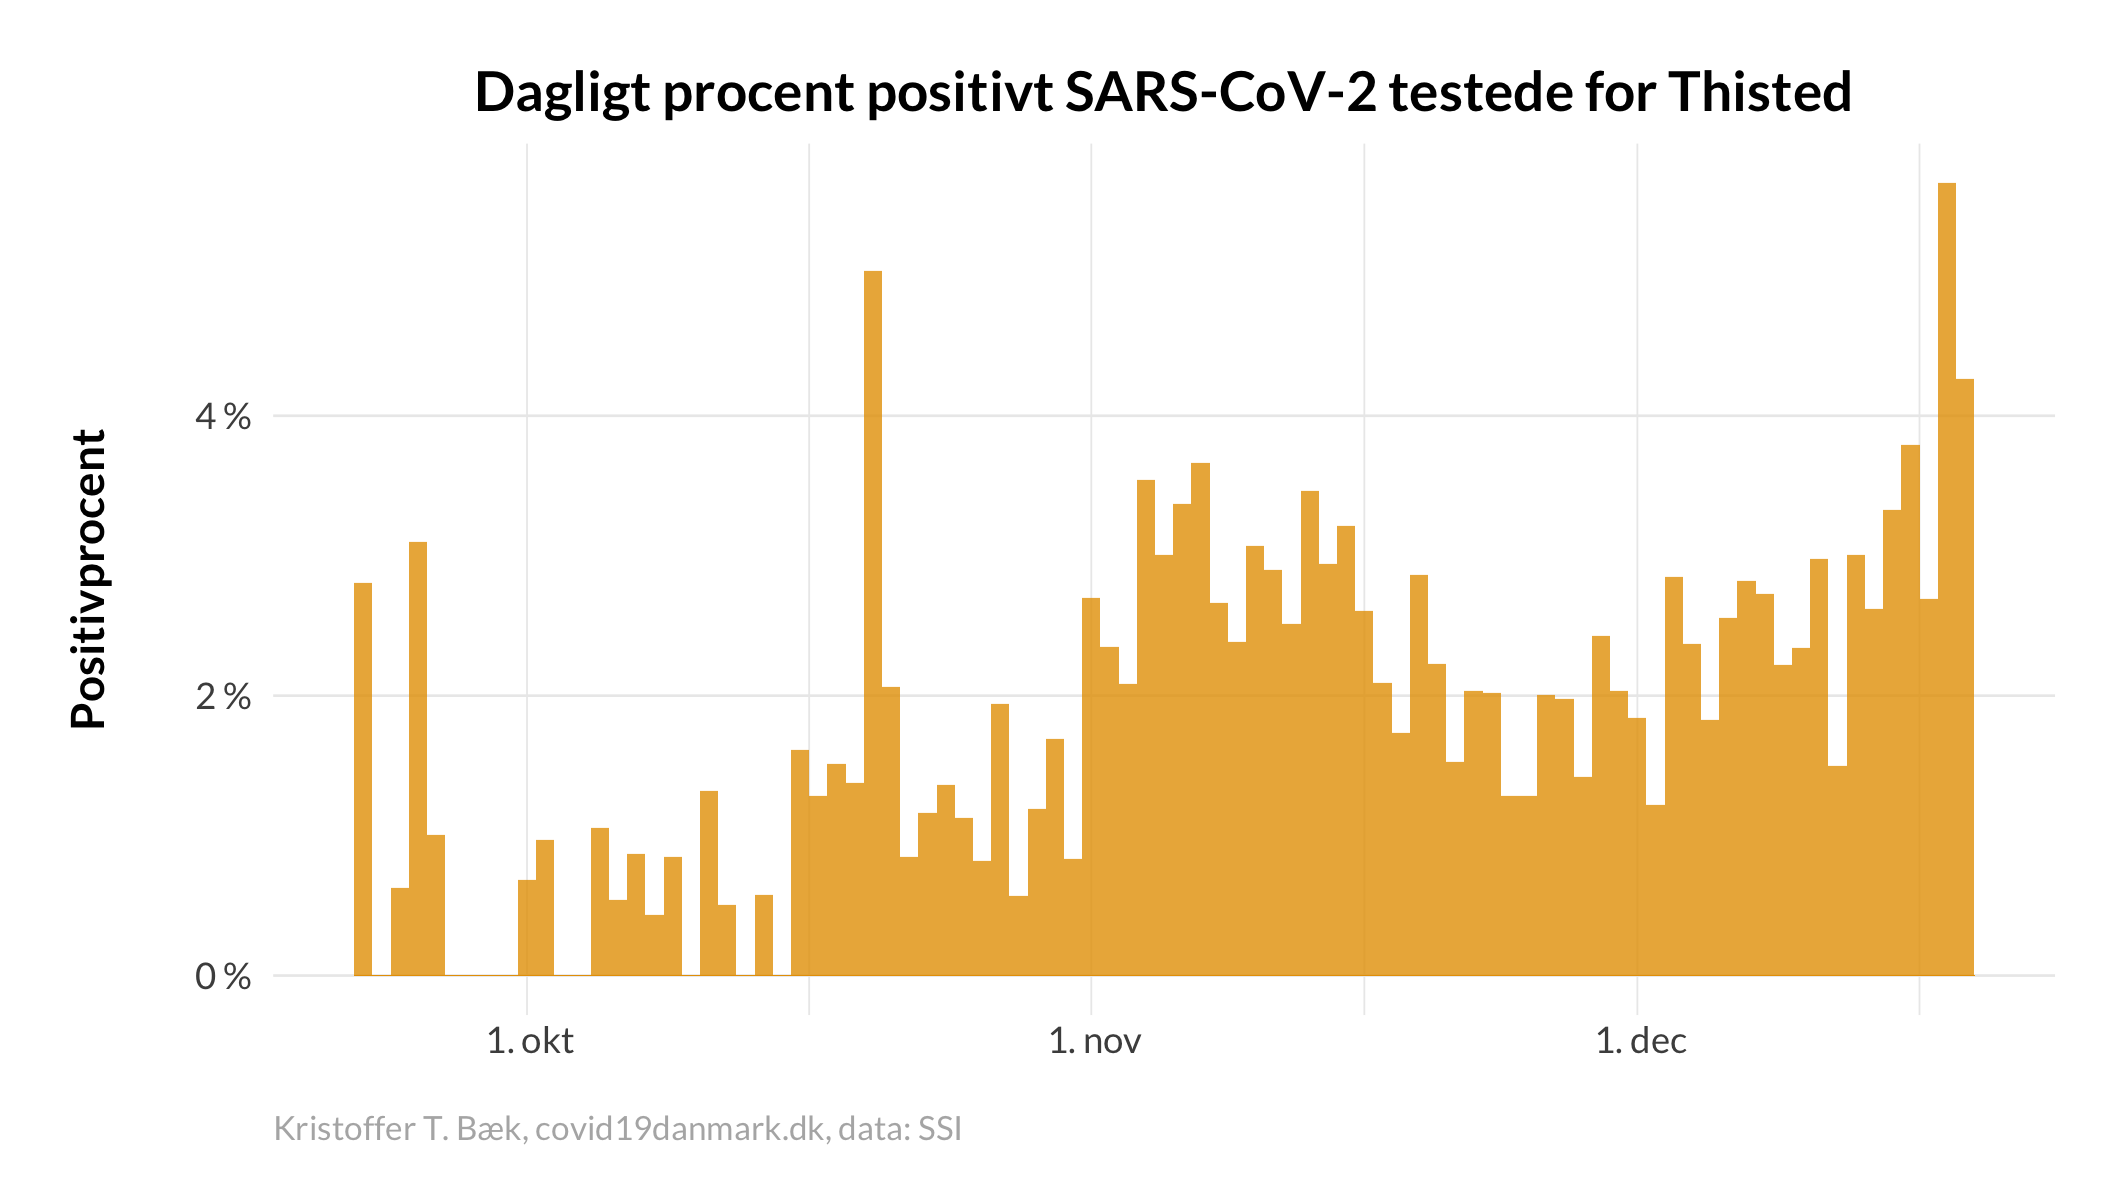 Dagligt procent positivt SARS-CoV-2 testede for Thisted
Positivprocent
4 %
2 %
0 %
1. okt
1. nov
1. dec
Kristoffer T. Bæk, covid19danmark.dk, data: SSI